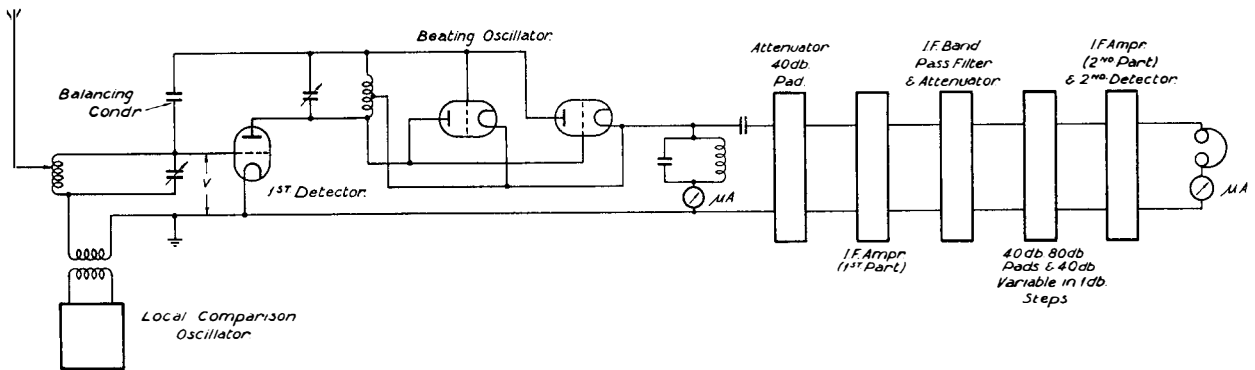 Beating Oscillator.
Balancing
Condr
1ST Detector.
V
Local Comparison
Oscillator.
μA
Attenuator
40db.
Pad.
I.F. Ampr.
(1ST Part)
I.F. Band
Pass Filter
& Attenuator
40db. 80db
Pads & 40db
Variable in 1db.
Steps
I.F. Ampr.
(2ND Part)
& 2ND Detector.
μA